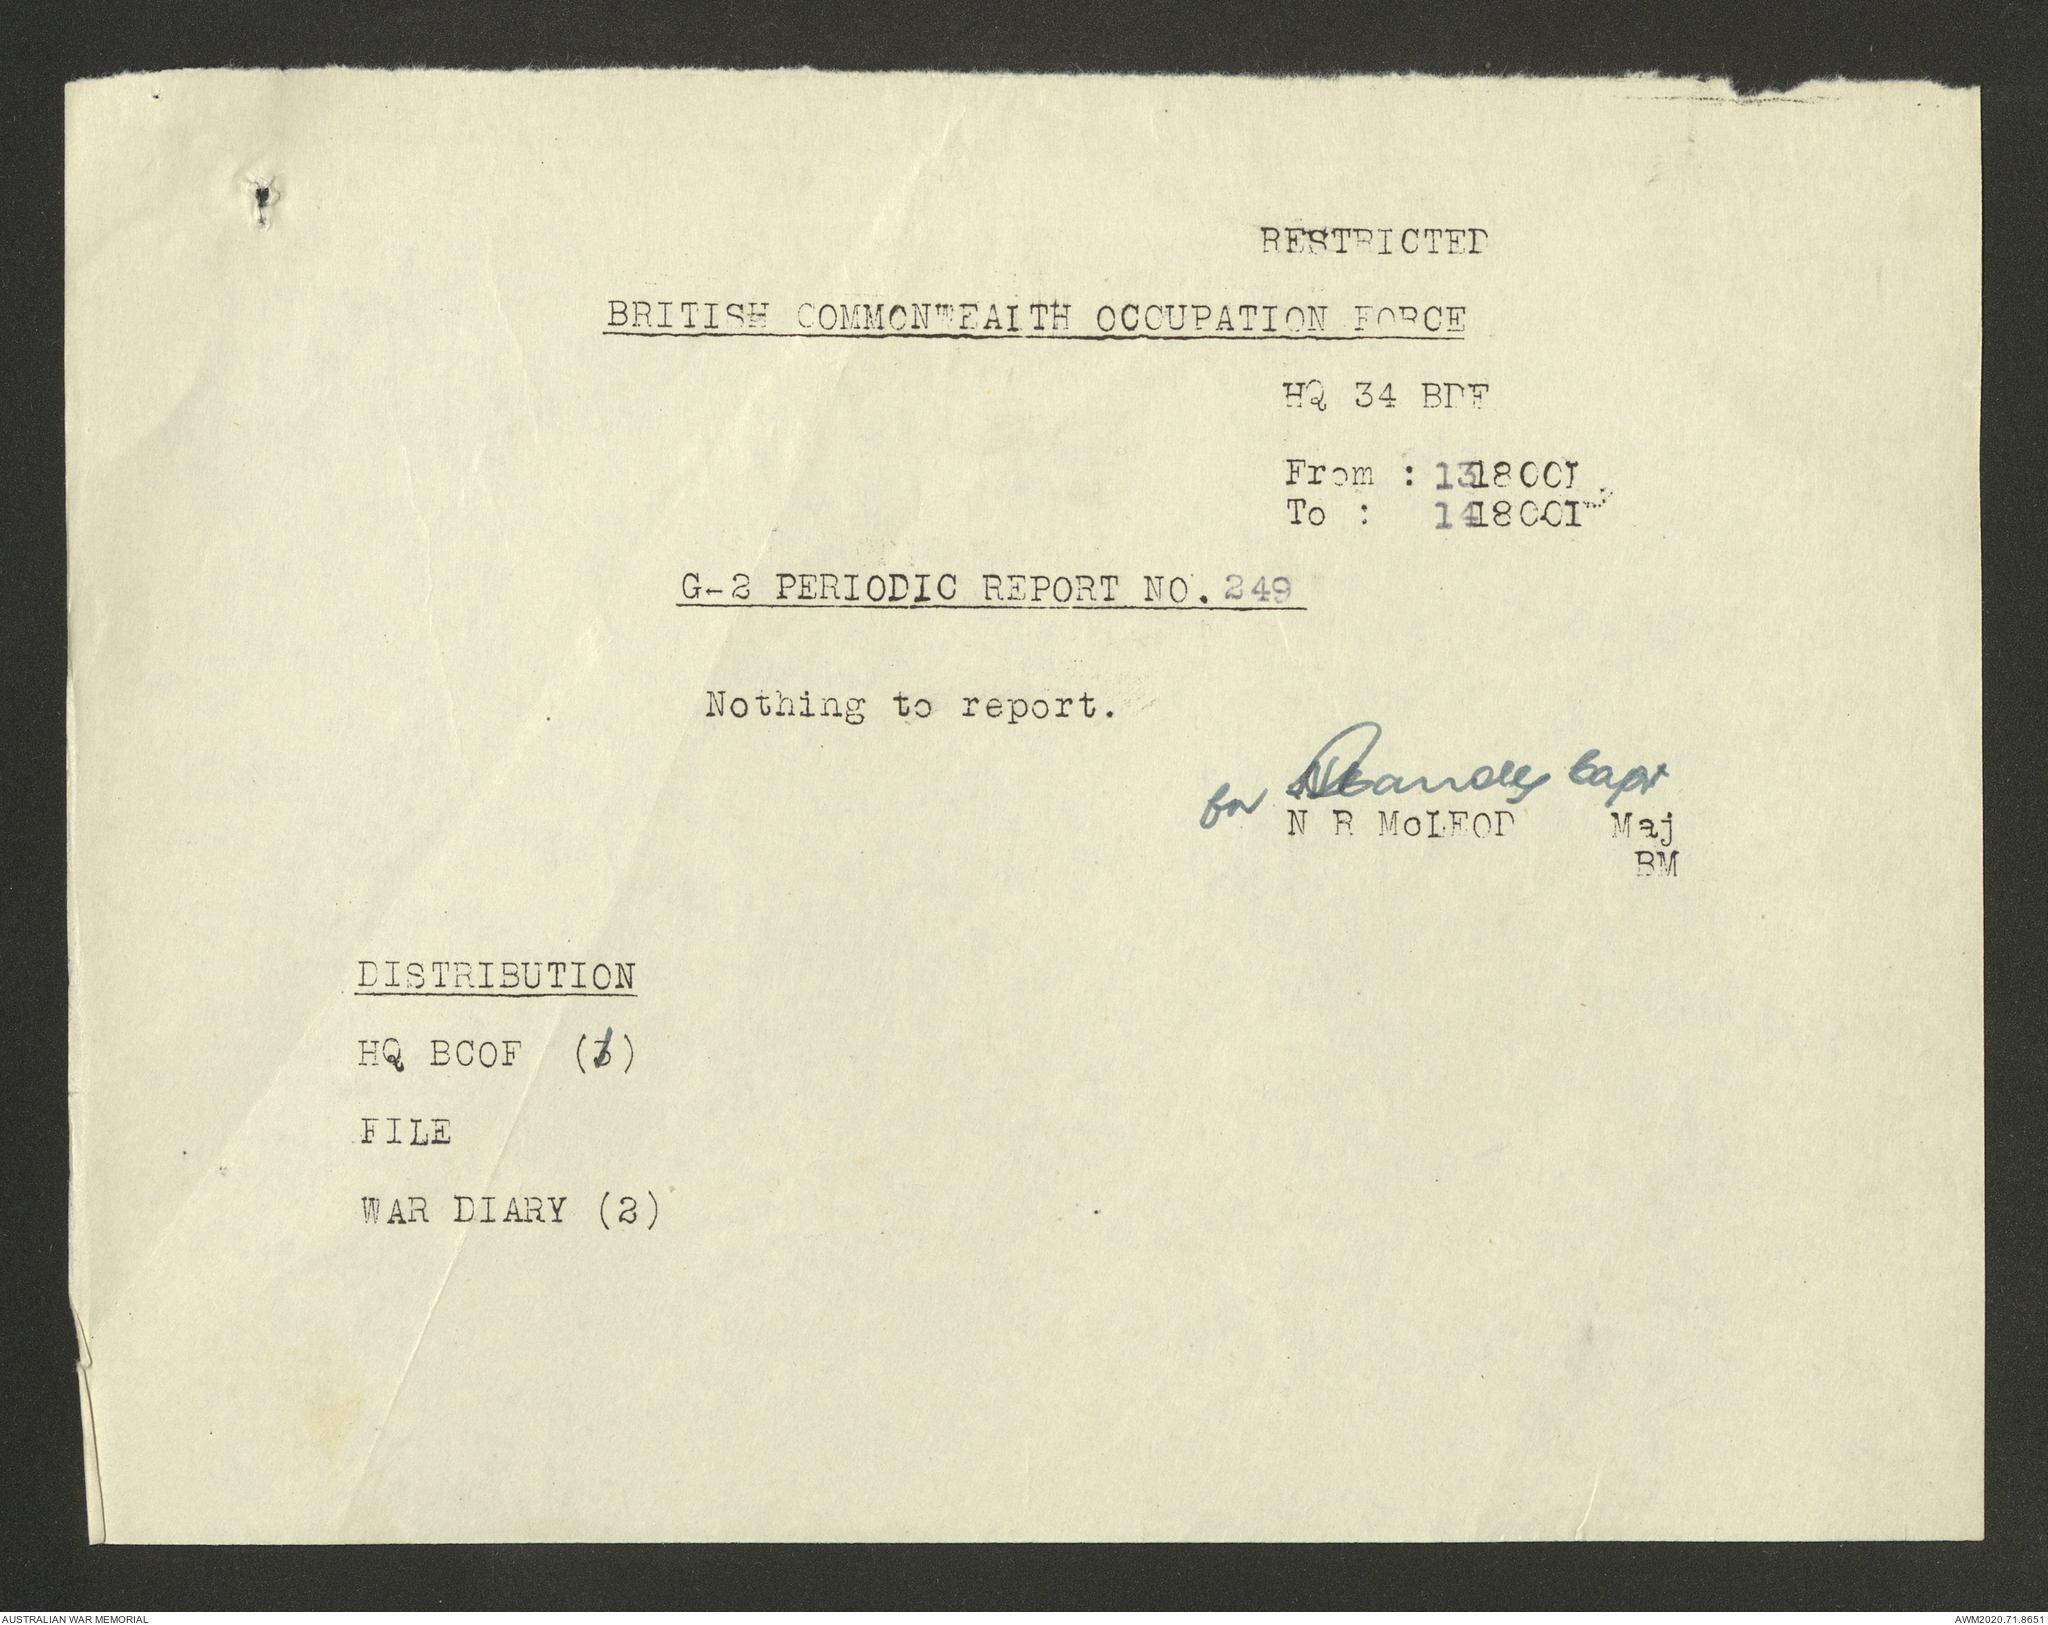 RESTRICTED
BRITISH COMMONWEALTH OCCUPATION FORCE
HQ 34 BDE
From : 131800I
To : 141800I
G-2 PERIODIC REPORT NO. 249
Nothing to report.
for Capt
N R McLEOD Maj
BM
DISTRIBUTION
HQ BCOF (1)
FILE
WAR DIARY (2)
AUSTRALIAN WAR MEMORIAL
AWM2020.71.8651